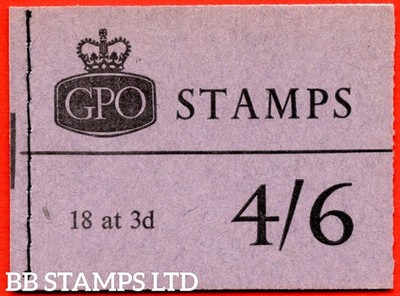 GPO STAMPS
18 at 3d 4/6
BB STAMPS LTD